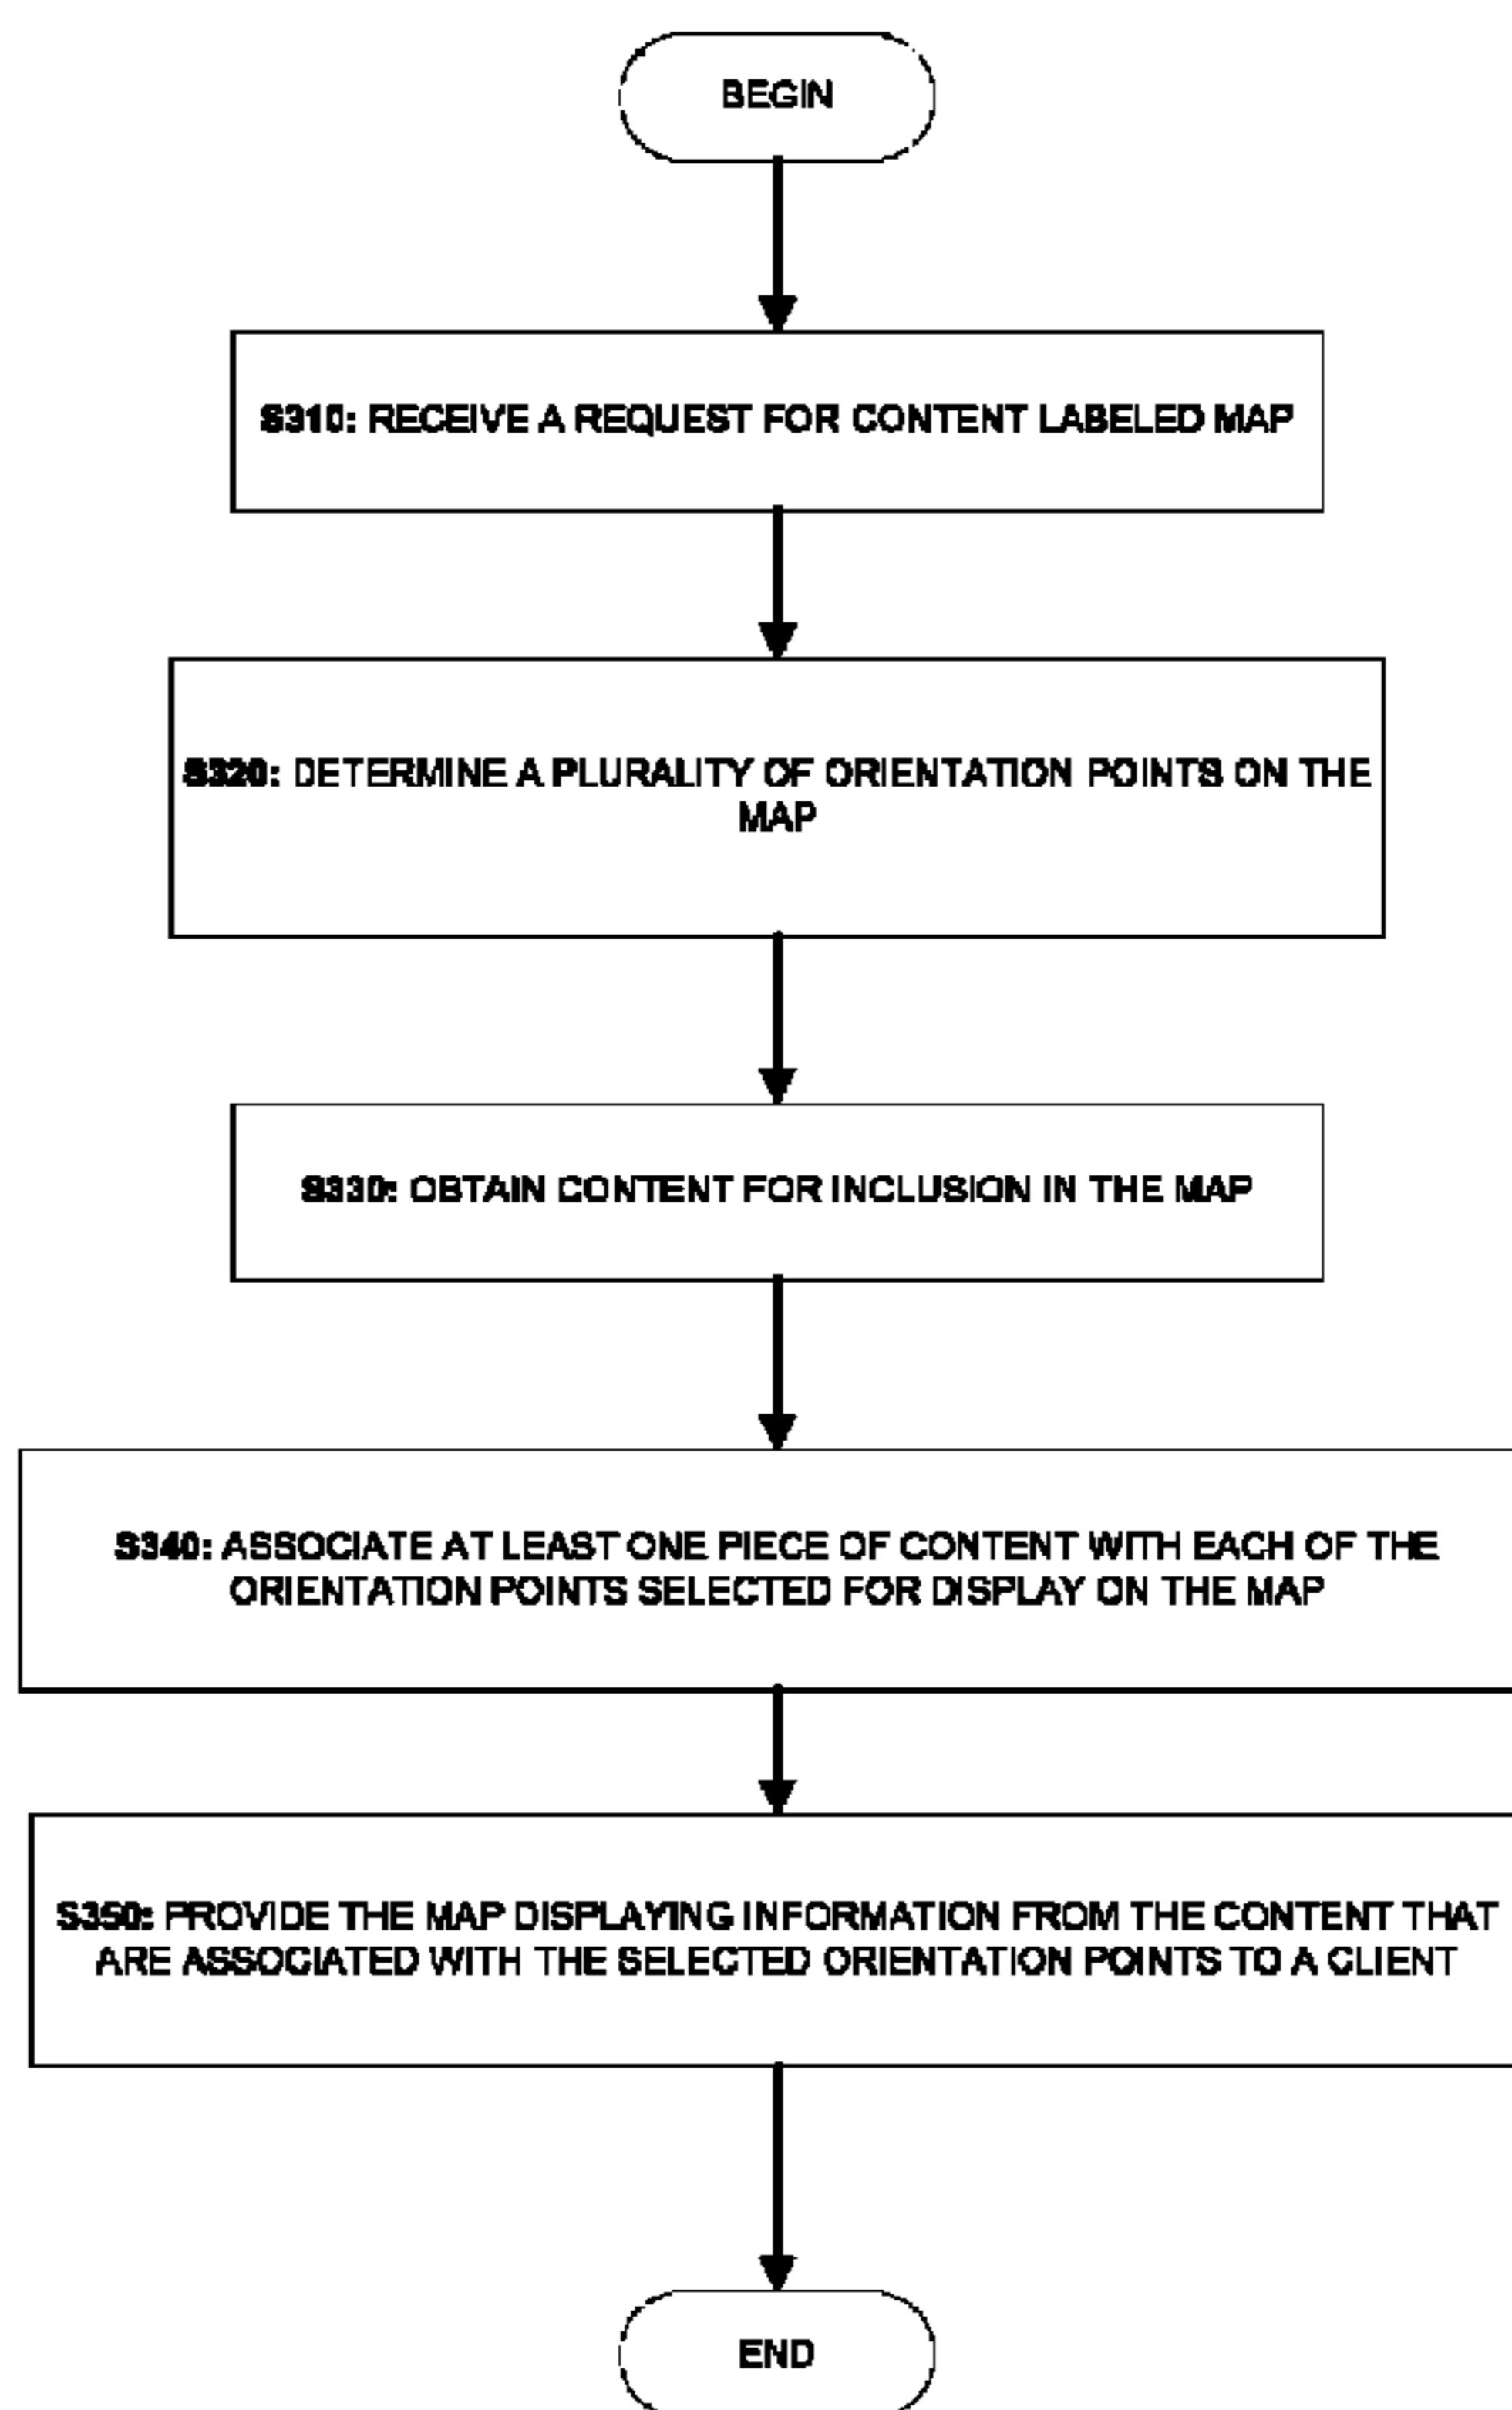 BEGIN
S310: RECEIVE A REQUEST FOR CONTENT LABELED MAP
S320: DETERMINE A PLURALITY OF ORIENTATION POINTS ON THE
MAP
S330: OBTAIN CONTENT FOR INCLUSION IN THE MAP
S340: ASSOCIATE AT LEAST ONE PIECE OF CONTENT WITH EACH OF THE
ORIENTATION POINTS SELECTED FOR DISPLAY ON THE MAP
S350: PROVIDE THE MAP DISPLAYING INFORMATION FROM THE CONTENT THAT
ARE ASSOCIATED WITH THE SELECTED ORIENTATION POINTS TO A CLIENT
END